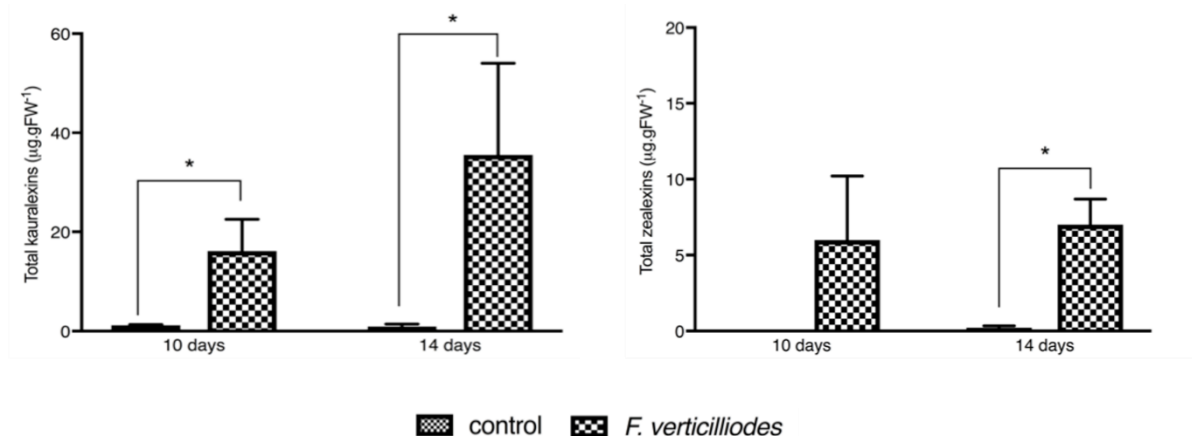 Total kauralexins (µg.gFW⁻¹)
60
40
20
0
*
*
10 days
14 days
Total zealexins (µg.gFW⁻¹)
20
15
10
5
0
*
10 days
14 days
control
F. verticilliodes